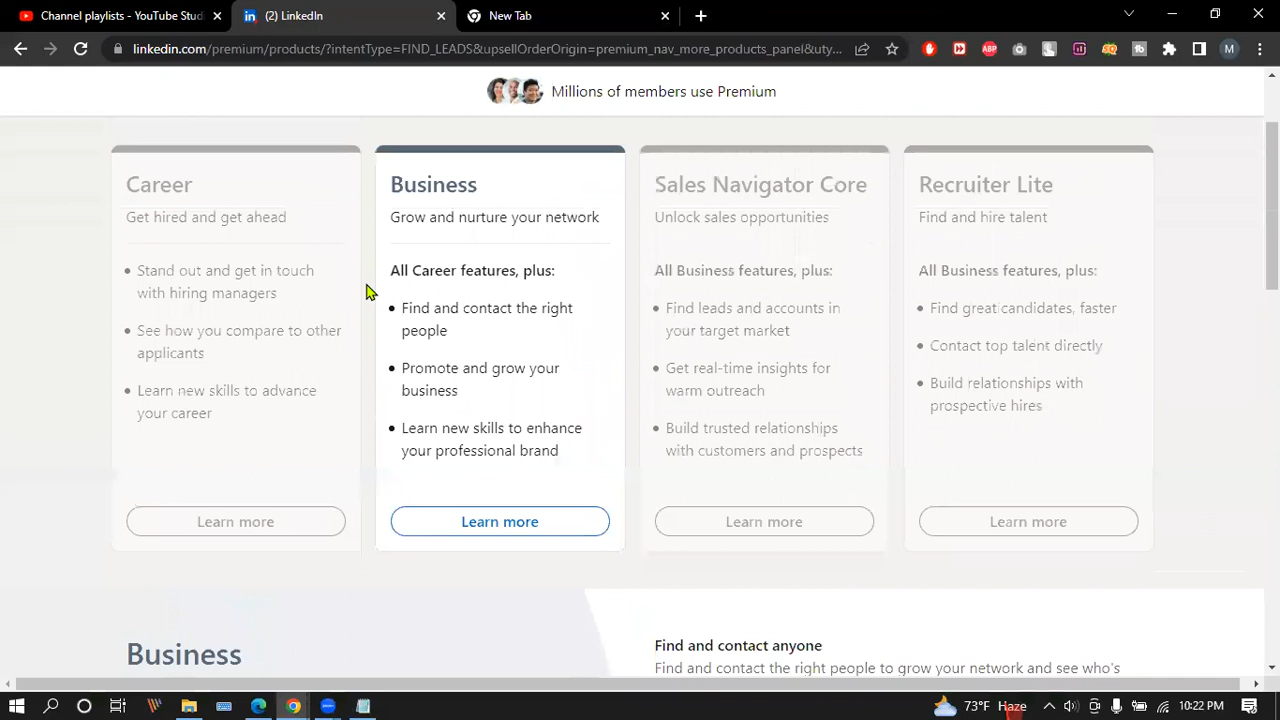 Channel playlists - YouTube Studi
(2) LinkedIn
New Tab
linkedin.com/premium/products/?intentType=FIND_LEADS&upsellOrderOrigin=premium_nav_more_products_panel&uty...
ABP
M
Millions of members use Premium
Career
Get hired and get ahead
Stand out and get in touch
with hiring managers
See how you compare to other
applicants
Learn new skills to advance
your career
Learn more
Business
Grow and nurture your network
All Career features, plus:
Find and contact the right
people
Promote and grow your
business
Learn new skills to enhance
your professional brand
Learn more
Sales Navigator Core
Unlock sales opportunities
All Business features, plus:
Find leads and accounts in
your target market
Get real-time insights for
warm outreach
Build trusted relationships
with customers and prospects
Learn more
Recruiter Lite
Find and hire talent
All Business features, plus:
Find great candidates, faster
Contact top talent directly
Build relationships with
prospective hires
Learn more
Business
Find and contact anyone
Find and contact the right people to grow your network and see who's
73°F Haze
10:22 PM